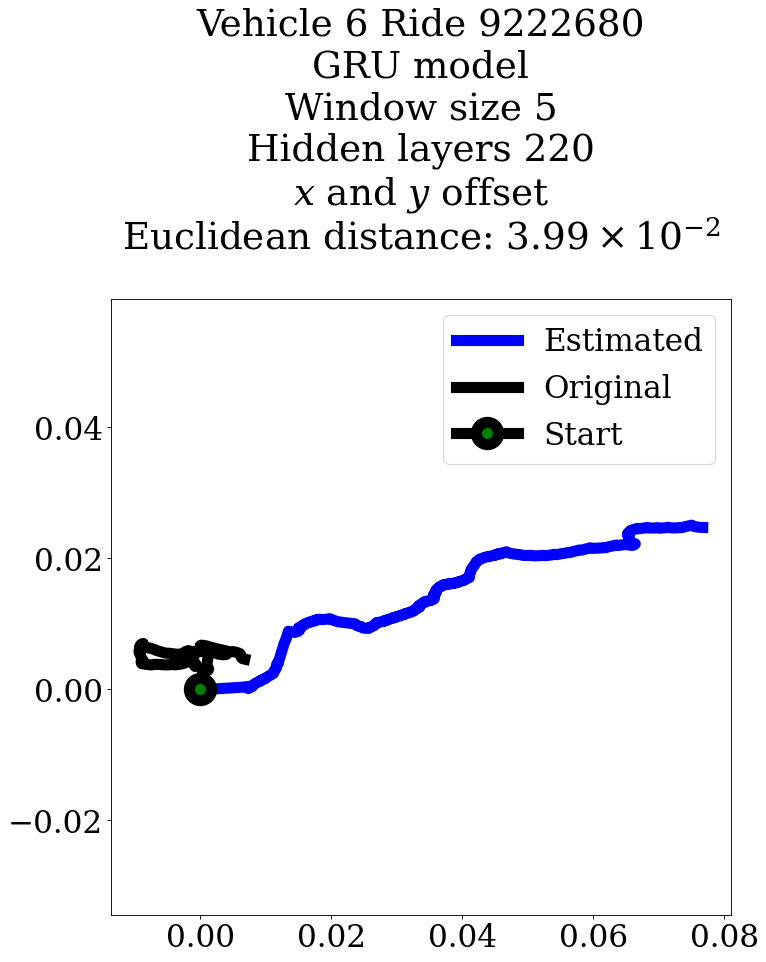 Vehicle 6 Ride 9222680
GRU model
Window size 5
Hidden layers 220
x and y offset
Euclidean distance: 3.99 × 10⁻²
Estimated
Original
Start
0.04
0.02
0.00
−0.02
0.00 0.02 0.04 0.06 0.08